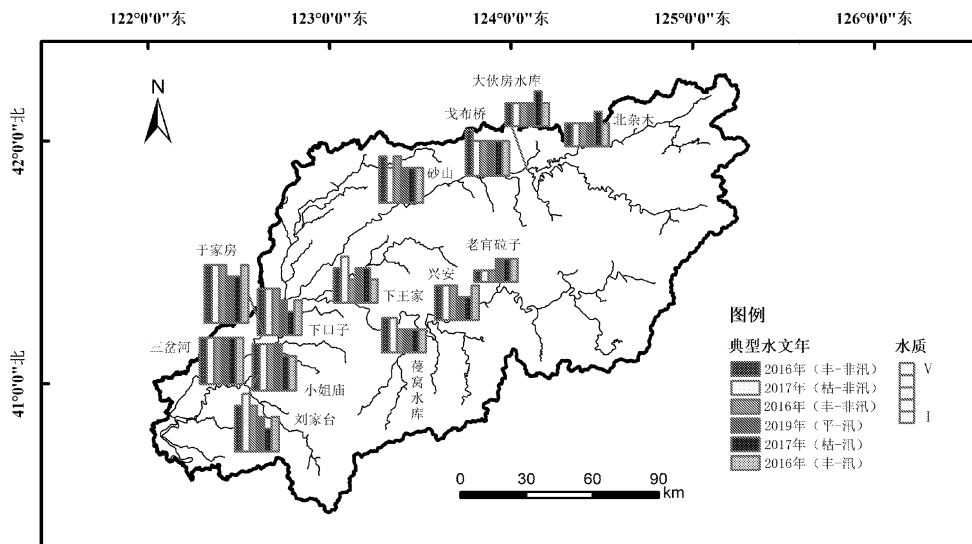 122°0'0"东
123°0'0"东
124°0'0"东
125°0'0"东
126°0'0"东
42°0'0"北
41°0'0"北
N
大伙房水库
戈布桥
北杂木
砂山
老官砬子
于家房
兴安
下王家
下口子
三岔河
小姐庙
葠窝水库
刘家台
图例
典型水文年
水质
2016年（丰-非汛）
2017年（枯-非汛）
2016年（丰-非汛）
2019年（平-汛）
2017年（枯-汛）
2016年（丰-汛）
V
I
0 30 60 90
km